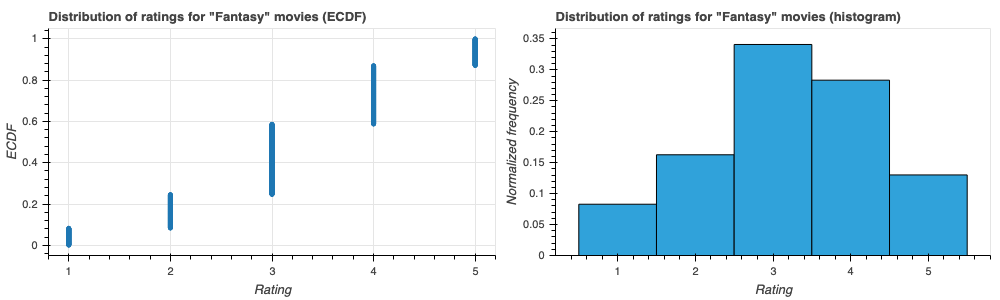 Distribution of ratings for "Fantasy" movies (ECDF)
1
0.8
0.6
0.4
0.2
0
ECDF
1 2 3 4 5
Rating
Distribution of ratings for "Fantasy" movies (histogram)
0.35
0.3
0.25
0.2
0.15
0.1
0.05
0
Normalized frequency
1 2 3 4 5
Rating